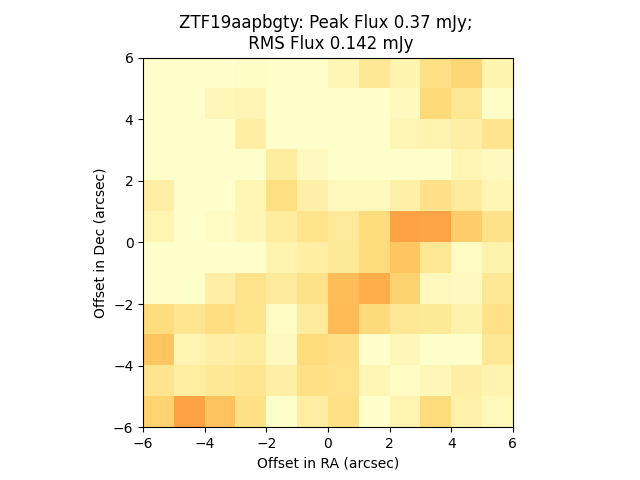 ZTF19aapbgty: Peak Flux 0.37 mJy;
RMS Flux 0.142 mJy
6
4
2
0
−2
−4
−6
Offset in Dec (arcsec)
−6 −4 −2 0 2 4 6
Offset in RA (arcsec)